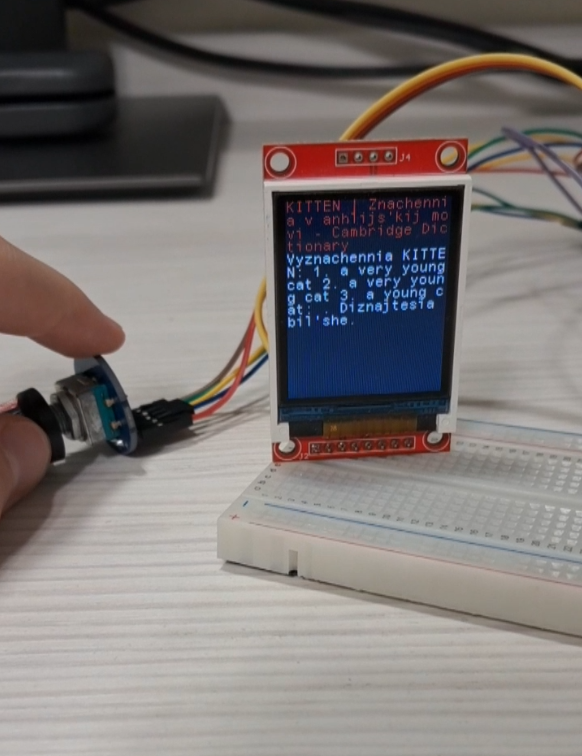 J4
KITTEN | Znachenni
a v anhlijs'kij mo
vi - Cambridge Dic
tionary
Vyznachennia KITTE
N: 1. a very young
cat 2. a very youn
g cat 3. a young c
at: . Diznajtesia
bil'she.